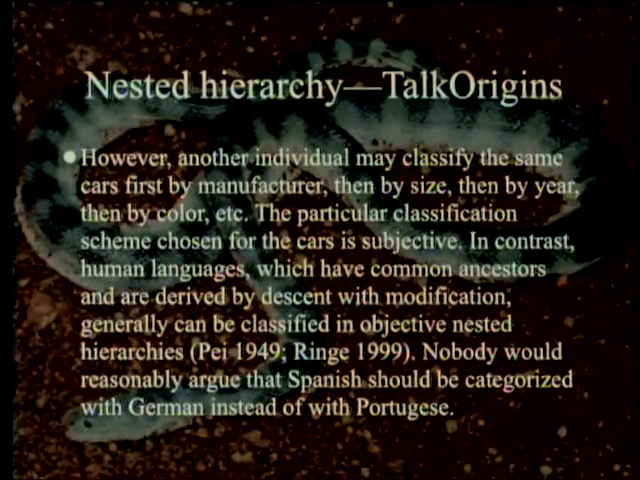 Nested hierarchy—TalkOrigins
However, another individual may classify the same
cars first by manufacturer, then by size, then by year,
then by color, etc. The particular classification
scheme chosen for the cars is subjective. In contrast,
human languages, which have common ancestors
and are derived by descent with modification,
generally can be classified in objective nested
hierarchies (Pei 1949; Ringe 1999). Nobody would
reasonably argue that Spanish should be categorized
with German instead of with Portugese.